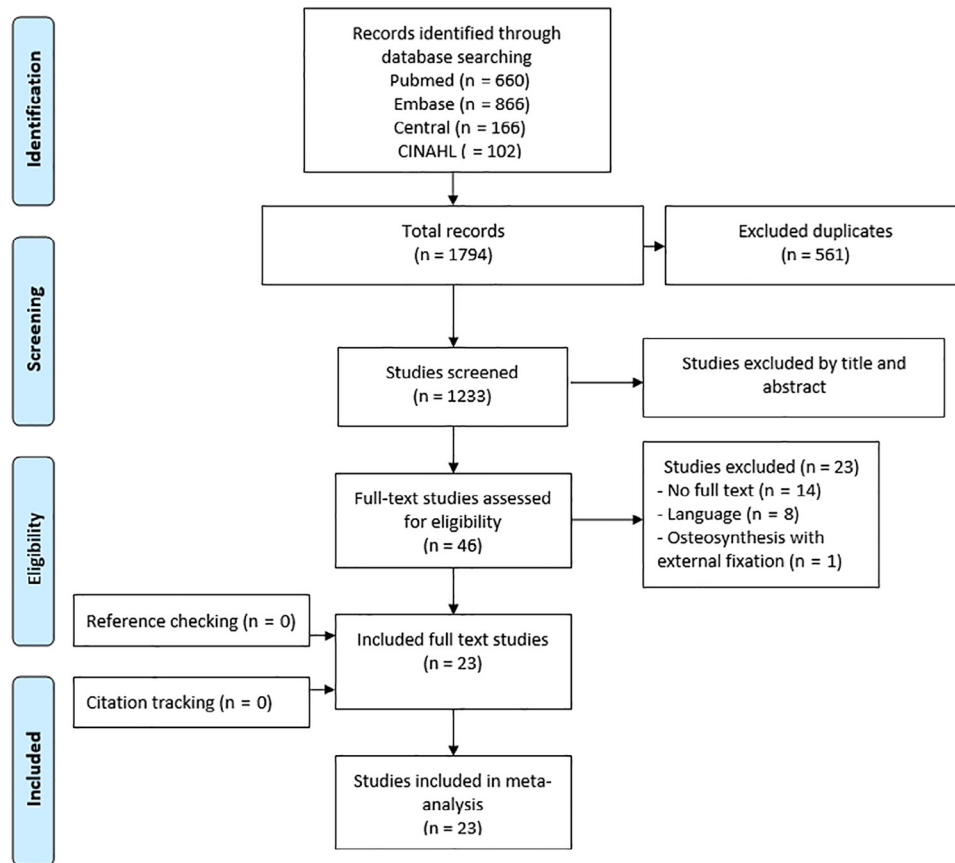 Identification
Records identified through
database searching
Pubmed (n = 660)
Embase (n = 866)
Central (n = 166)
CINAHL ( = 102)
Total records
(n = 1794)
Excluded duplicates
(n = 561)
Screening
Studies screened
(n = 1233)
Studies excluded by title and
abstract
Eligibility
Full-text studies assessed
for eligibility
(n = 46)
Studies excluded (n = 23)
- No full text (n = 14)
- Language (n = 8)
- Osteosynthesis with
external fixation (n = 1)
Reference checking (n = 0)
Included full text studies
(n = 23)
Citation tracking (n = 0)
Included
Studies included in meta-
analysis
(n = 23)